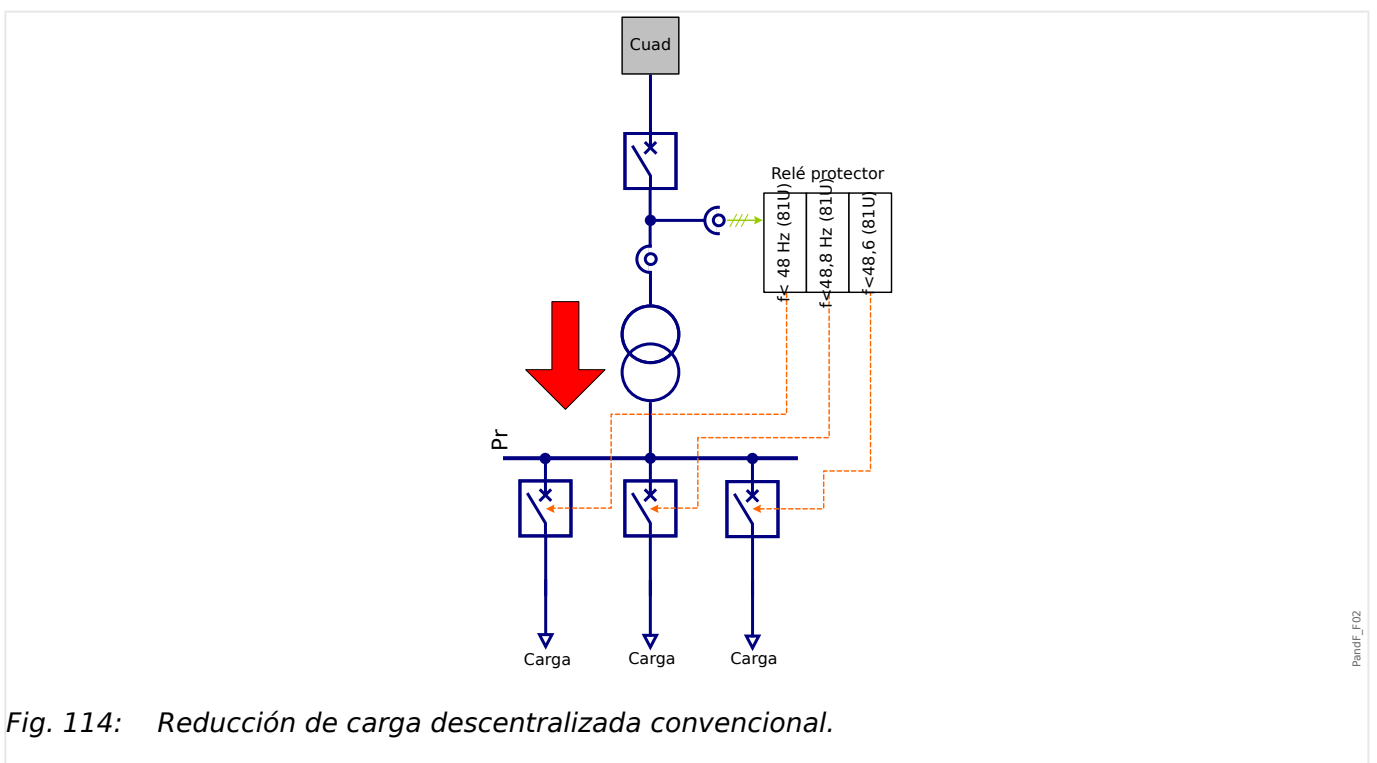 Cuad
Relé protector
f< 48 Hz (81U)
f<48,8 Hz (81U)
f<48,6 (81U)
Pr
Carga
Carga
Carga
PandF_F02
Fig. 114: Reducción de carga descentralizada convencional.